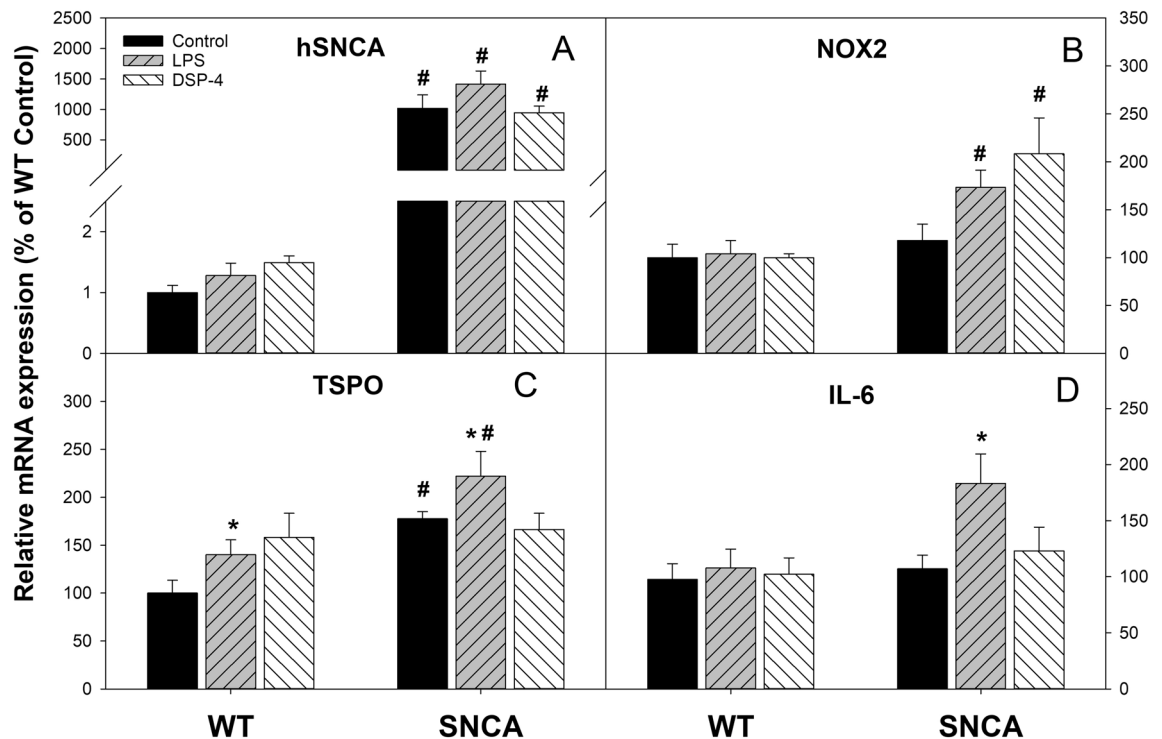 Relative mRNA expression (% of WT Control)
2500
2000
1500
1000
500
2
1
0
Control
LPS
DSP-4
hSNCA
A
# # #
NOX2
B
# #
350
300
250
200
150
100
50
0
TSPO
C
* * # #
300
250
200
150
100
50
0
IL-6
D
*
250
200
150
100
50
0
WT SNCA WT SNCA